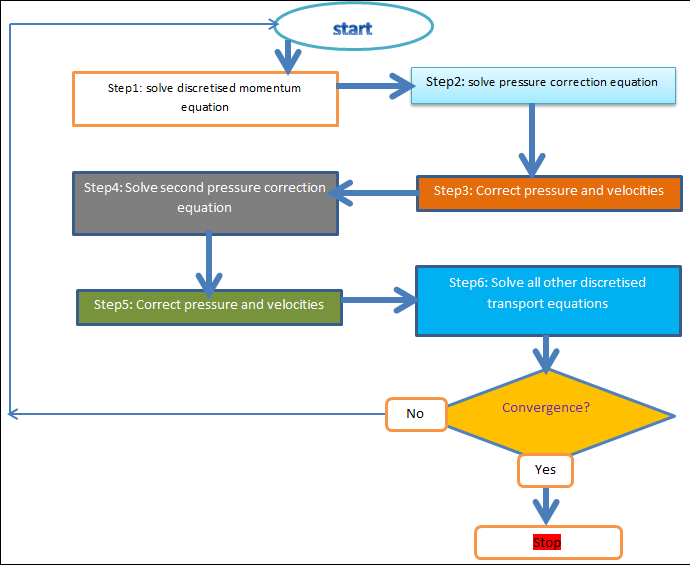 start
Step1: solve discretised momentum
equation
Step2: solve pressure correction equation
Step3: Correct pressure and velocities
Step4: Solve second pressure correction
equation
Step5: Correct pressure and velocities
Step6: Solve all other discretised
transport equations
Convergence?
No
Yes
Stop